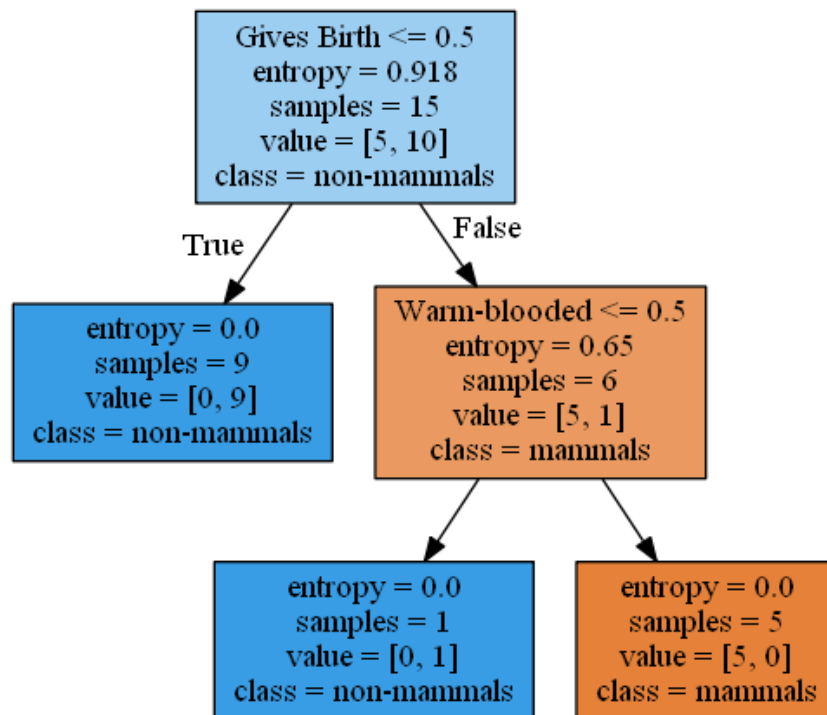 Gives Birth <= 0.5
entropy = 0.918
samples = 15
value = [5, 10]
class = non-mammals
True
False
entropy = 0.0
samples = 9
value = [0, 9]
class = non-mammals
Warm-blooded <= 0.5
entropy = 0.65
samples = 6
value = [5, 1]
class = mammals
entropy = 0.0
samples = 1
value = [0, 1]
class = non-mammals
entropy = 0.0
samples = 5
value = [5, 0]
class = mammals